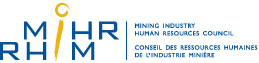 MiHR
RHiM
MINING INDUSTRY
HUMAN RESOURCES COUNCIL
CONSEIL DES RESSOURCES HUMAINES
DE L'INDUSTRIE MINIÈRE